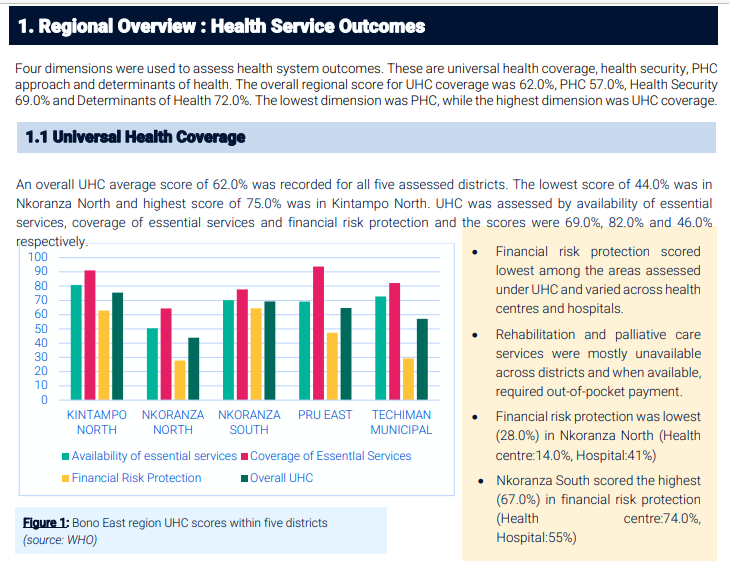 1. Regional Overview : Health Service Outcomes
Four dimensions were used to assess health system outcomes. These are universal health coverage, health security, PHC
approach and determinants of health. The overall regional score for UHC coverage was 62.0%, PHC 57.0%, Health Security
69.0% and Determinants of Health 72.0%. The lowest dimension was PHC, while the highest dimension was UHC coverage.
1.1 Universal Health Coverage
An overall UHC average score of 62.0% was recorded for all five assessed districts. The lowest score of 44.0% was in
Nkoranza North and highest score of 75.0% was in Kintampo North. UHC was assessed by availability of essential
services, coverage of essential services and financial risk protection and the scores were 69.0%, 82.0% and 46.0%
respectively.
100
90
80
70
60
50
40
30
20
10
0
KINTAMPO NORTH
NKORANZA NORTH
NKORANZA SOUTH
PRU EAST
TECHIMAN MUNICIPAL
Availability of essential services
Coverage of Essential Services
Financial Risk Protection
Overall UHC
Figure 1: Bono East region UHC scores within five districts
(source: WHO)
• Financial risk protection scored
lowest among the areas assessed
under UHC and varied across health
centres and hospitals.
• Rehabilitation and palliative care
services were mostly unavailable
across districts and when available,
required out-of-pocket payment.
• Financial risk protection was lowest
(28.0%) in Nkoranza North (Health
centre:14.0%, Hospital:41%)
• Nkoranza South scored the highest
(67.0%) in financial risk protection
(Health centre:74.0%,
Hospital:55%)